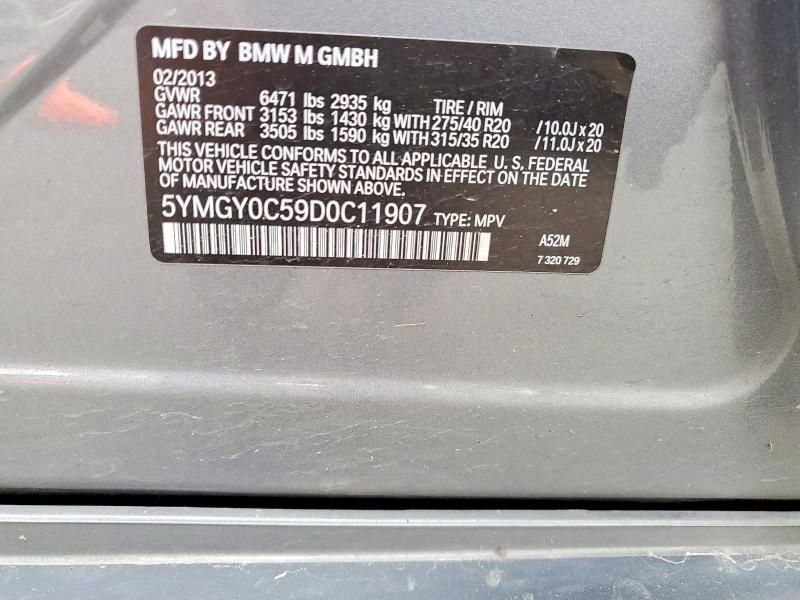 MFD BY BMW M GMBH
02/2013
GVWR 6471 lbs 2935 kg TIRE / RIM
GAWR FRONT 3153 lbs 1430 kg WITH 275/40 R20 /10.0J x 20
GAWR REAR 3505 lbs 1590 kg WITH 315/35 R20 /11.0J x 20
THIS VEHICLE CONFORMS TO ALL APPLICABLE U. S. FEDERAL
MOTOR VEHICLE SAFETY STANDARDS IN EFFECT ON THE DATE
OF MANUFACTURE SHOWN ABOVE.
5YMGY0C59D0C11907 TYPE: MPV
A52M
7 320 729